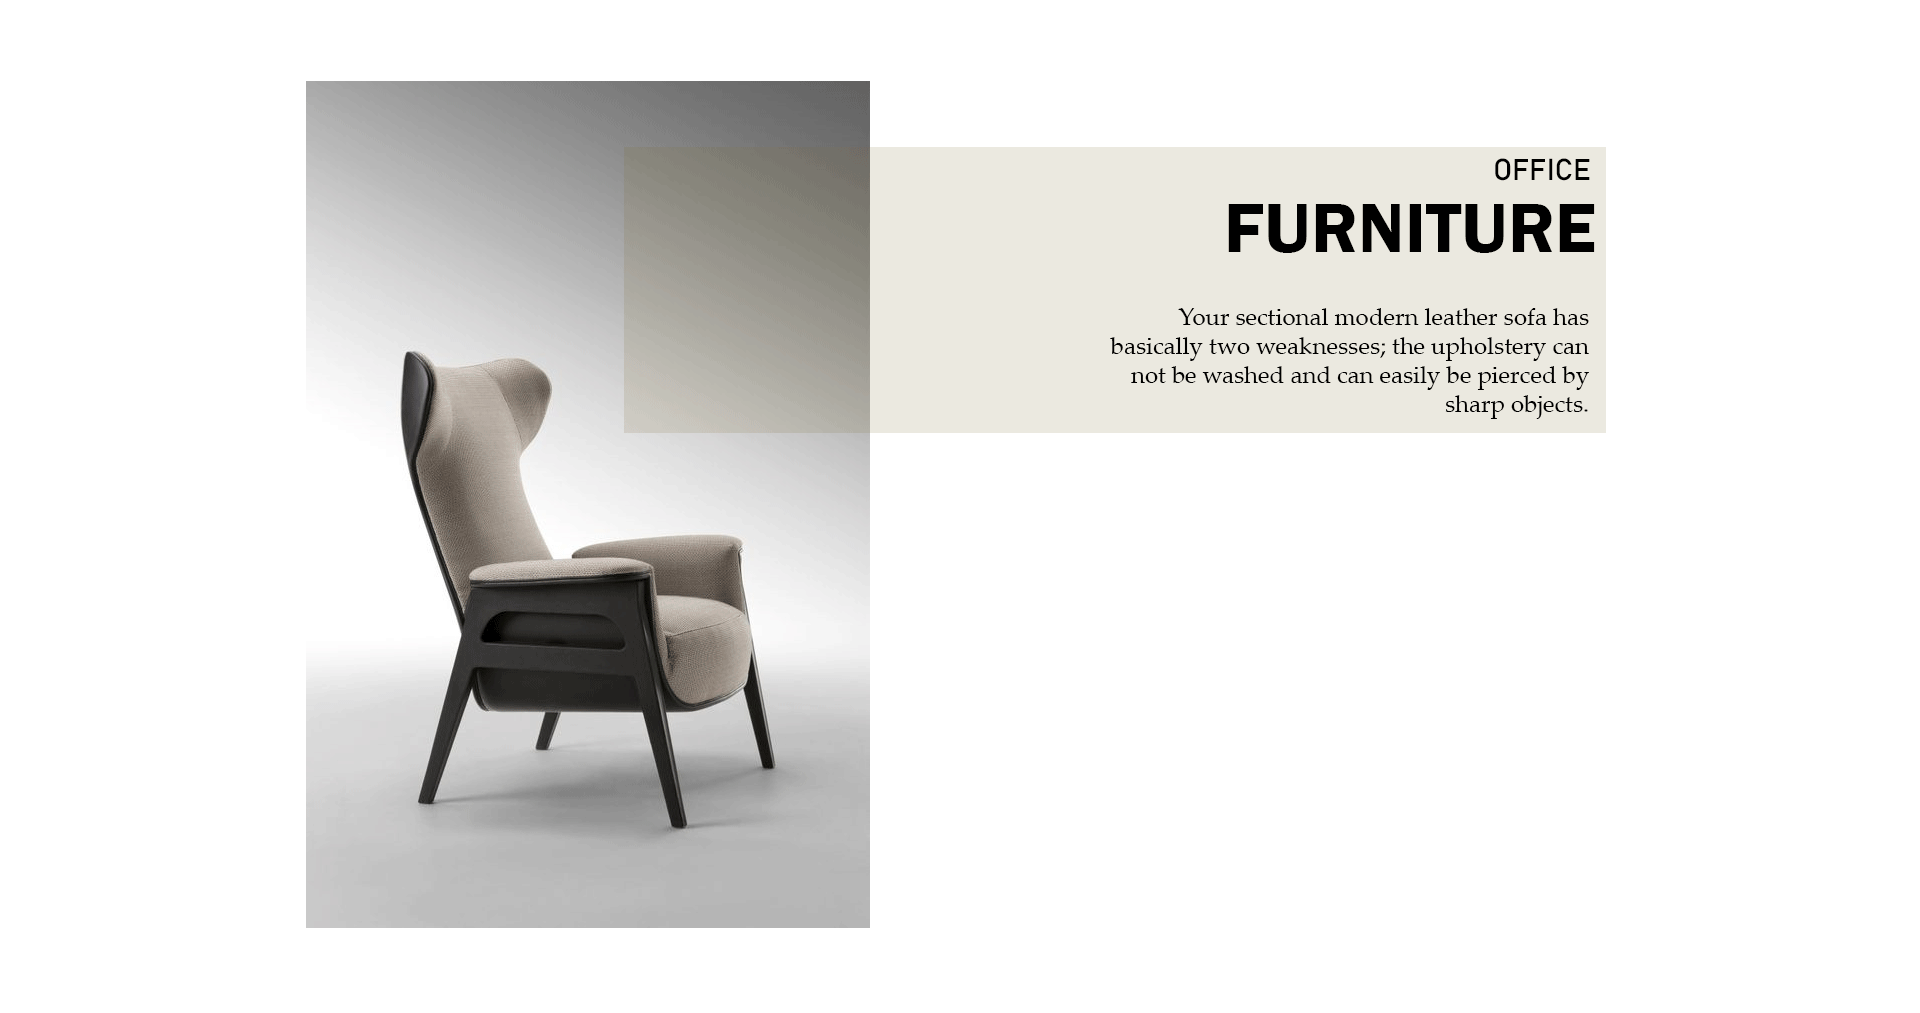 OFFICE
FURNITURE
Your sectional modern leather sofa has
basically two weaknesses; the upholstery can
not be washed and can easily be pierced by
sharp objects.